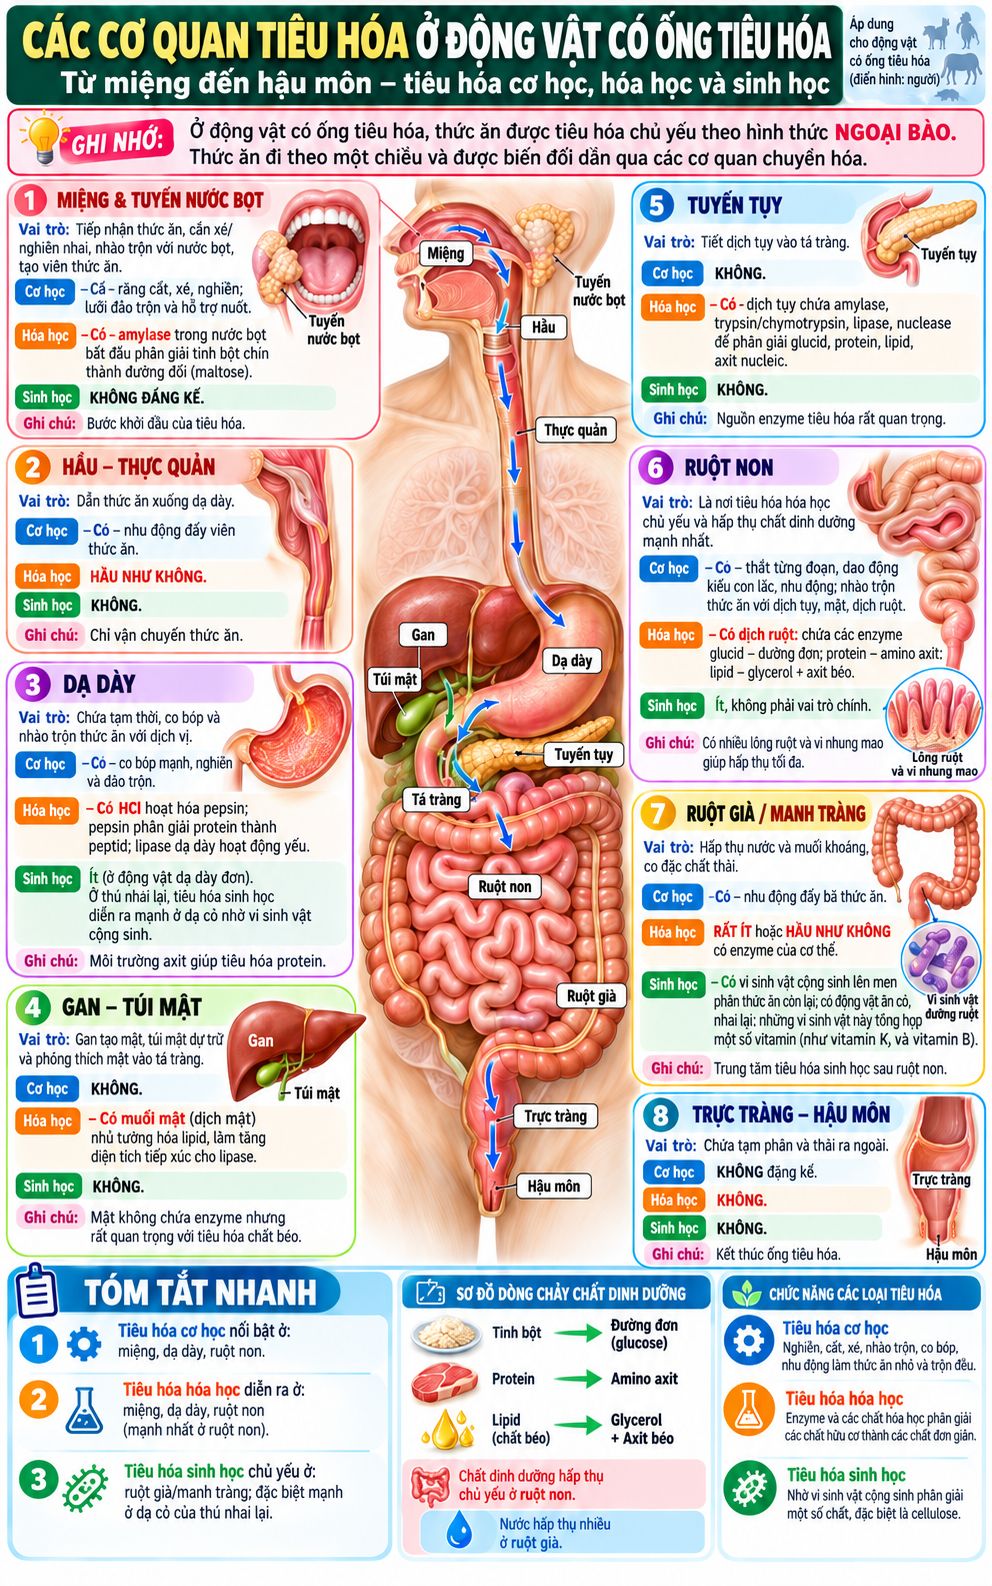 CÁC CƠ QUAN TIÊU HÓA Ở ĐỘNG VẬT CÓ ỐNG TIÊU HÓA
Từ miệng đến hậu môn – tiêu hóa cơ học, hóa học và sinh học
Áp dung
cho động vật
có ống tiêu hóa
(điển hình: người)
GHI NHỚ:
Ở động vật có ống tiêu hóa, thức ăn được tiêu hóa chủ yếu theo hình thức NGOẠI BÀO.
Thức ăn đi theo một chiều và được biến đổi dần qua các cơ quan chuyển hóa.
1 MIỆNG & TUYẾN NƯỚC BỌT
Vai trò: Tiếp nhận thức ăn, cắn xé/
nghiền nhai, nhào trộn với nước bọt,
tạo viên thức ăn.
Cơ học – Cấ – răng cắt, xé, nghiền;
lưỡi đảo trộn và hỗ trợ nuốt.
Hóa học – Có – amylase trong nước bọt
bắt đầu phân giải tinh bột chín
thành đường đối (maltose).
Sinh học KHÔNG ĐÁNG KỂ.
Ghi chú: Bước khởi đầu của tiêu hóa.
Tuyến
nước bọt
2 HẦU – THỰC QUẢN
Vai trò: Dẫn thức ăn xuống dạ dày.
Cơ học – Có – nhu động đẩy viên
thức ăn.
Hóa học HẦU NHƯ KHÔNG.
Sinh học KHÔNG.
Ghi chú: Chỉ vận chuyển thức ăn.
3 DẠ DÀY
Vai trò: Chứa tạm thời, co bóp và
nhào trộn thức ăn với dịch vị.
Cơ học – Có – co bóp mạnh, nghiền
và đảo trộn.
Hóa học – Có HCl hoạt hóa pepsin;
pepsin phân giải protein thành
peptid; lipase dạ dày hoạt động yếu.
Sinh học Ít (ở động vật dạ dày đơn).
Ở thú nhái lại, tiêu hóa sinh học
diễn ra mạnh ở dạ cỏ nhờ vi sinh vật
cộng sinh.
Ghi chú: Môi trường axit giúp tiêu hóa protein.
4 GAN – TÚI MẬT
Vai trò: Gan tạo mật, túi mật dự trữ
và phóng thích mật vào tá tràng.
Cơ học KHÔNG.
Hóa học – Có muối mật (dịch mật)
nhủ tương hóa lipid, làm tăng
diện tích tiếp xúc cho lipase.
Sinh học KHÔNG.
Ghi chú: Mật không chứa enzyme nhưng
rất quan trọng với tiêu hóa chất béo.
Gan
Túi mật
Miệng
Tuyến
nước bọt
Hầu
Thực quản
Gan
Túi mật
Dạ dày
Tuyến tụy
Tá tràng
Ruột non
Ruột già
Trực tràng
Hậu môn
5 TUYẾN TỤY
Vai trò: Tiết dịch tụy vào tá tràng.
Tuyến tụy
Cơ học KHÔNG.
Hóa học – Có - dịch tụy chứa amylase,
trypsin/chymotrypsin, lipase, nuclease
để phân giải glucid, protein, lipid,
axit nucleic.
Sinh học KHÔNG.
Ghi chú: Nguồn enzyme tiêu hóa rất quan trọng.
6 RUỘT NON
Vai trò: Là nơi tiêu hóa hóa học
chủ yếu và hấp thụ chất dinh dưỡng
mạnh nhất.
Cơ học – Có – thắt từng đoạn, dao động
kiểu con lắc, nhu động; nhào trộn
thức ăn với dịch tụy, mật, dịch ruột.
Hóa học – Có dịch ruột: chứa các enzyme
glucid – dường đơn; protein – amino axit;
lipid – glycerol + axit béo.
Sinh học Ít, không phải vai trò chính.
Ghi chú: Có nhiều lông ruột và vi nhung mao
giúp hấp thụ tối đa.
Lông ruột
và vi nhung mao
7 RUỘT GIÀ / MANH TRÀNG
Vai trò: Hấp thụ nước và muối khoáng,
co đặc chất thải.
Cơ học - Có – nhu động đẩy bã thức ăn.
Hóa học RẤT ÍT hoặc HẦU NHƯ KHÔNG
có enzyme của cơ thể.
Sinh học – Có vi sinh vật cộng sinh lên men
phân thức ăn còn lại; có động vật ăn cỏ,
nhai lại; những vi sinh vật này tổng hợp
một số vitamin (như vitamin K, và vitamin B).
Vi sinh vật
đường ruột
Ghi chú: Trung tăm tiêu hóa sinh học sau ruột non.
8 TRỰC TRÀNG – HẬU MÔN
Vai trò: Chứa tạm phân và thải ra ngoài.
Cơ học KHÔNG đặng kể.
Hóa học KHÔNG.
Sinh học KHÔNG.
Ghi chú: Kết thúc ống tiêu hóa.
Trực tràng
Hậu môn
TÓM TẮT NHANH
1 Tiêu hóa cơ học nổi bật ở:
miệng, dạ dày, ruột non.
2 Tiêu hóa hóa học diễn ra ở:
miệng, dạ dày, ruột non
(mạnh nhất ở ruột non).
3 Tiêu hóa sinh học chủ yếu ở:
ruột già/manh tràng; đặc biệt mạnh
ở dạ cỏ của thú nhai lại.
SƠ ĐỒ DÒNG CHẢY CHẤT DINH DƯỠNG
Tinh bột → Đường đơn
(glucose)
Protein → Amino axit
Lipid → Glycerol
(chất béo) + Axit béo
Chất dinh dưỡng hấp thụ
chủ yếu ở ruột non.
Nước hấp thụ nhiều
ở ruột già.
CHỨC NĂNG CÁC LOẠI TIÊU HÓA
Tiêu hóa cơ học
Nghiền, cắt, xé, nhào trộn, co bóp,
nhu động làm thức ăn nhỏ và trộn đều.
Tiêu hóa hóa học
Enzyme và các chất hóa học phân giải
các chất hữu cơ thành các chất đơn giản.
Tiêu hóa sinh học
Nhờ vi sinh vật cộng sinh phân giải
một số chất, đặc biệt là cellulose.